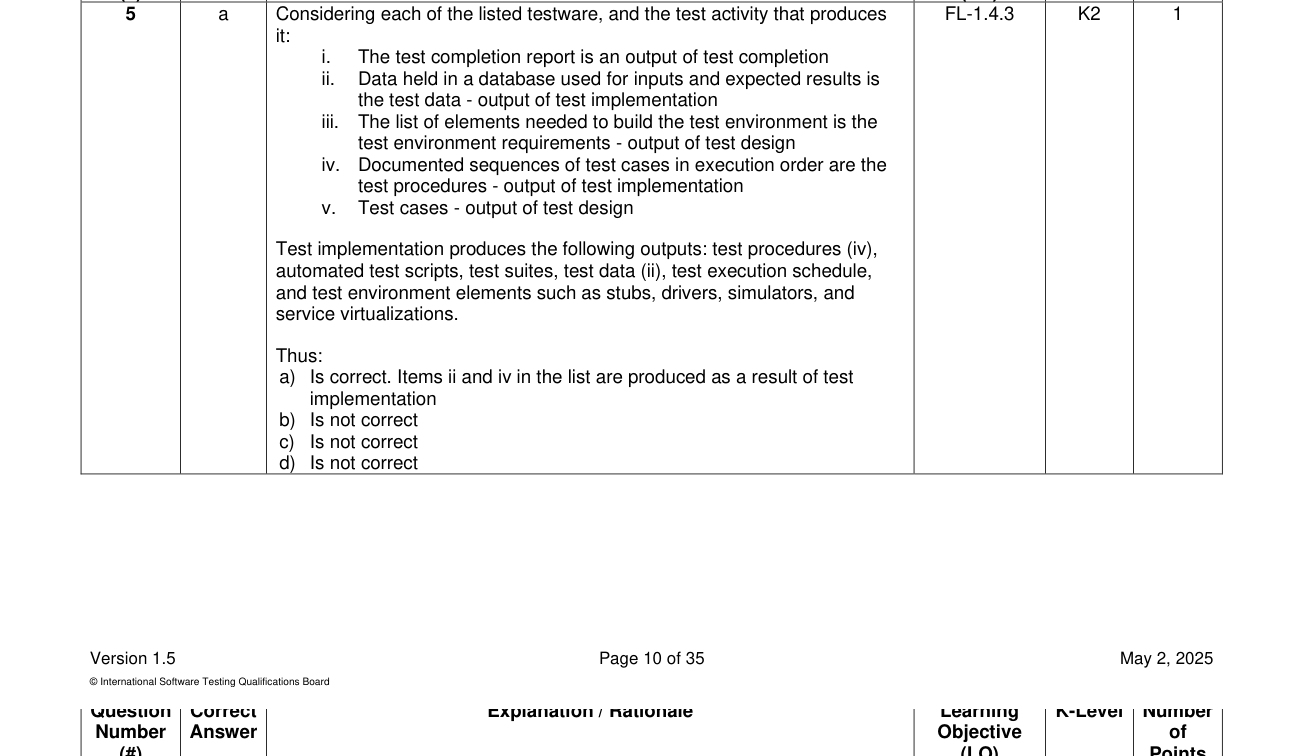 5 a Considering each of the listed testware, and the test activity that produces FL-1.4.3 K2 1
it:
i. The test completion report is an output of test completion
ii. Data held in a database used for inputs and expected results is
the test data - output of test implementation
iii. The list of elements needed to build the test environment is the
test environment requirements - output of test design
iv. Documented sequences of test cases in execution order are the
test procedures - output of test implementation
v. Test cases - output of test design
Test implementation produces the following outputs: test procedures (iv),
automated test scripts, test suites, test data (ii), test execution schedule,
and test environment elements such as stubs, drivers, simulators, and
service virtualizations.
Thus:
a) Is correct. Items ii and iv in the list are produced as a result of test
implementation
b) Is not correct
c) Is not correct
d) Is not correct
Version 1.5 Page 10 of 35 May 2, 2025
© International Software Testing Qualifications Board
Question Correct Explanation / Rationale Learning K-Level Number
Number Answer Objective of
(#) (LO) Points